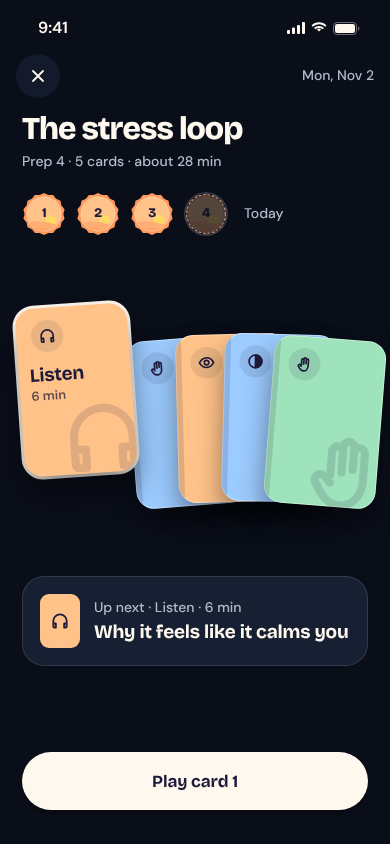 9:41
Mon, Nov 2
The stress loop
Prep 4 · 5 cards · about 28 min
1 2 3 4 Today
Listen
6 min
Up next · Listen · 6 min
Why it feels like it calms you
Play card 1